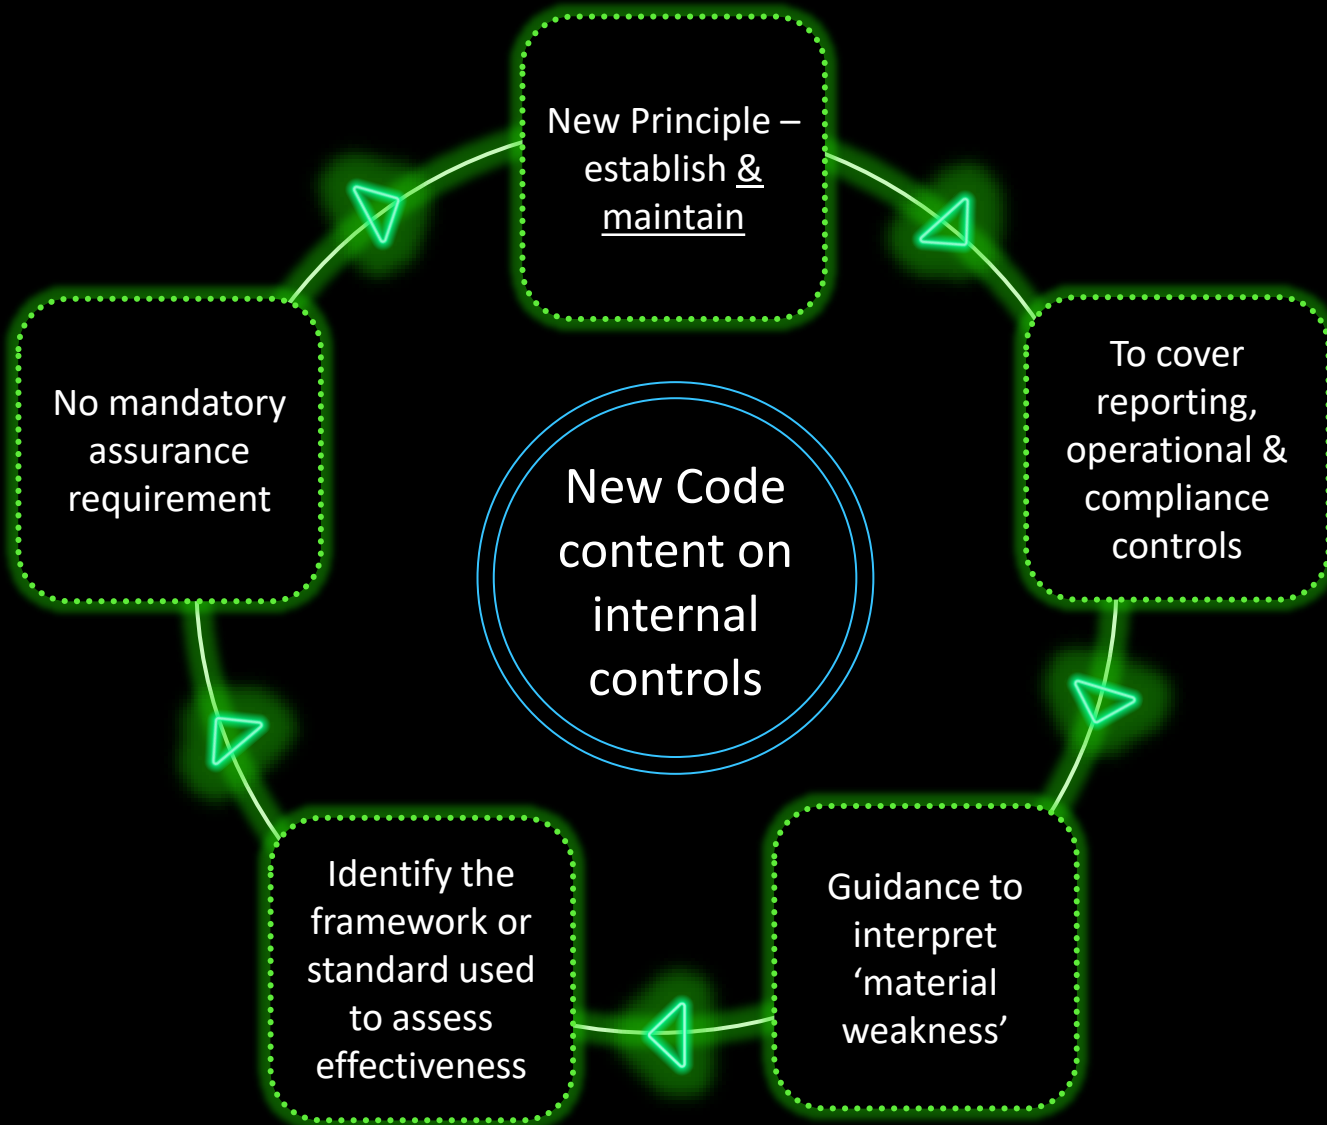 New Principle –
establish &
maintain
To cover
reporting,
operational &
compliance
controls
Guidance to
interpret
‘material
weakness’
Identify the
framework or
standard used
to assess
effectiveness
No mandatory
assurance
requirement
New Code
content on
internal
controls